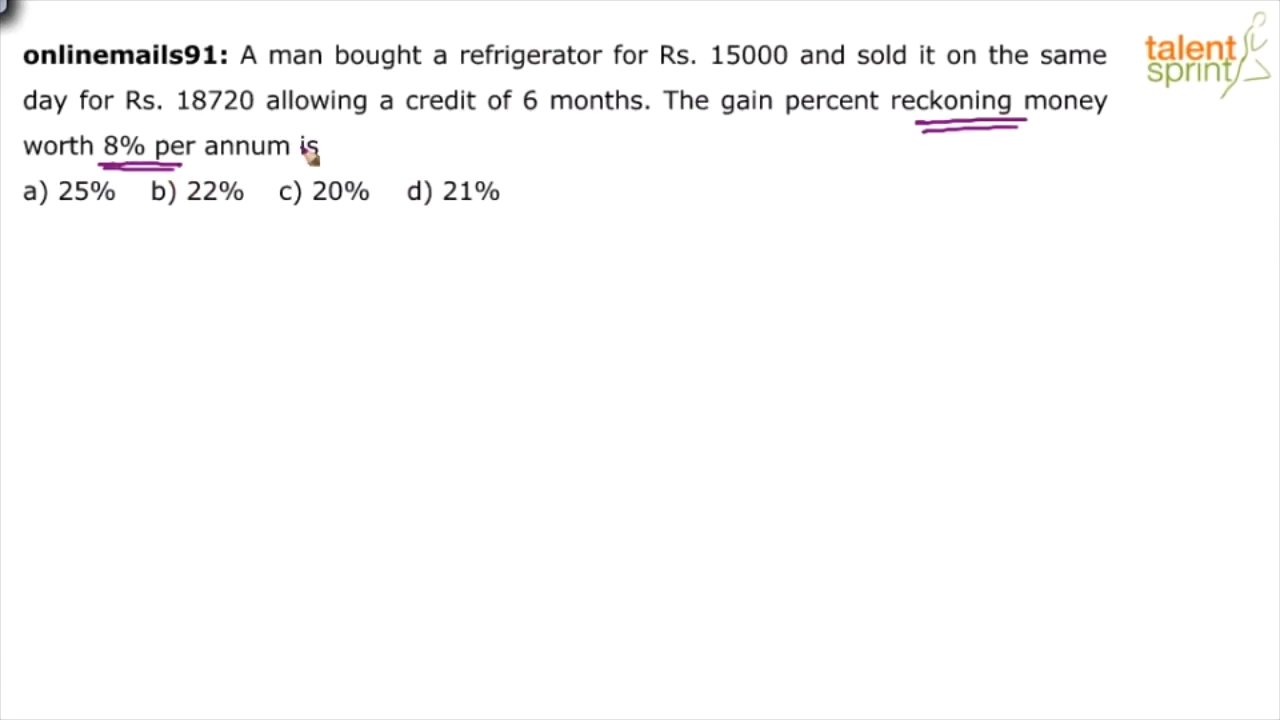 onlinemails91: A man bought a refrigerator for Rs. 15000 and sold it on the same
day for Rs. 18720 allowing a credit of 6 months. The gain percent reckoning money
worth 8% per annum is
a) 25% b) 22% c) 20% d) 21%
talent
sprint